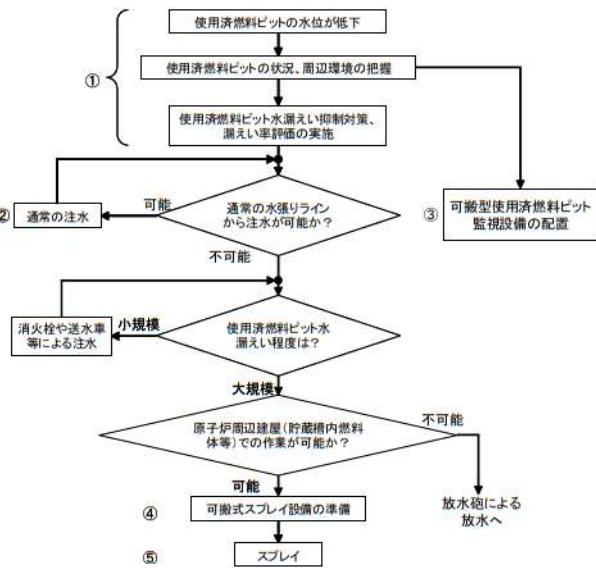 使用済燃料ピットの水位が低下
①
使用済燃料ピットの状況、周辺環境の把握
使用済燃料ピット水漏えい抑制対策、
漏えい率評価の実施
②
通常の注水
可能
通常の水張りライン
から注水が可能か?
③
可搬型使用済燃料ピット
監視設備の配置
不可能
消火栓や送水車
等による注水
小規模
使用済燃料ピット水
漏えい程度は?
大規模
原子炉周辺建屋(貯蔵槽内燃料
体等)での作業が可能か?
不可能
可能
放水砲による
放水へ
④
可搬式スプレイ設備の準備
⑤
スプレイ